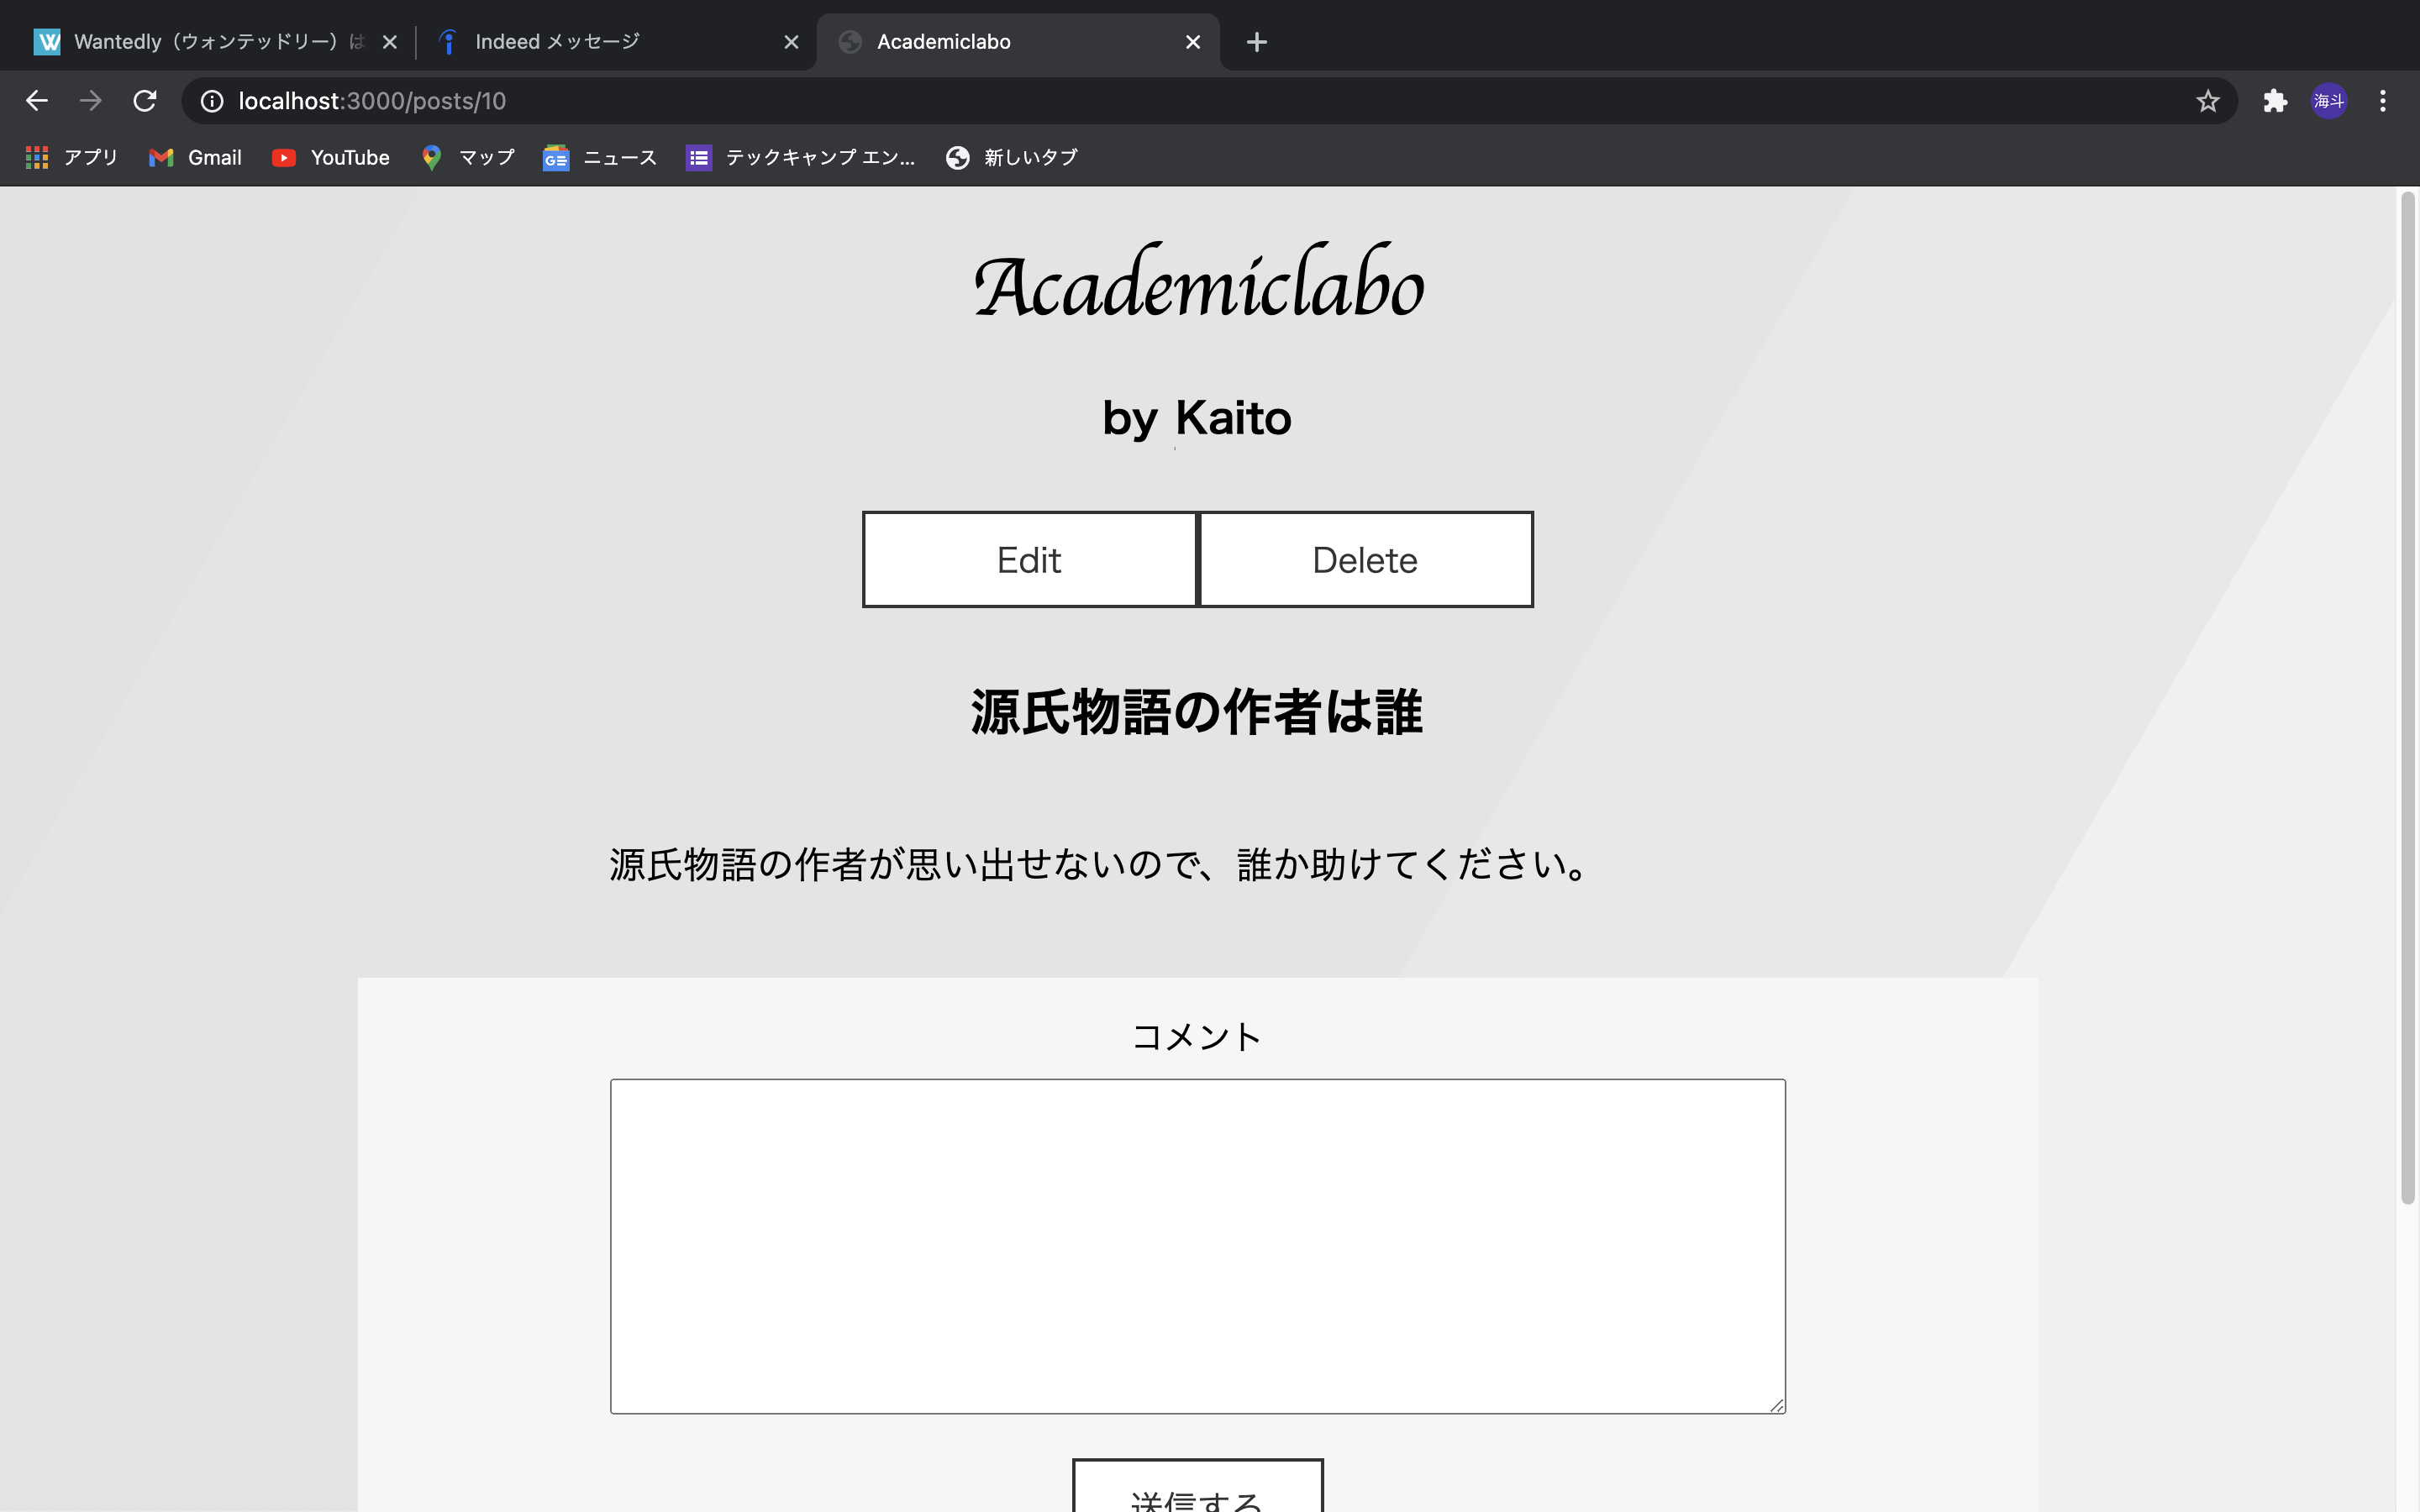 Wantedly（ウォンテッドリー）は
Indeed メッセージ
Academiclabo
localhost:3000/posts/10
海斗
アプリ
Gmail
YouTube
マップ
ニュース
テックキャンプ エン...
新しいタブ
Academiclabo
by Kaito
Edit
Delete
源氏物語の作者は誰
源氏物語の作者が思い出せないので、誰か助けてください。
コメント
送信する